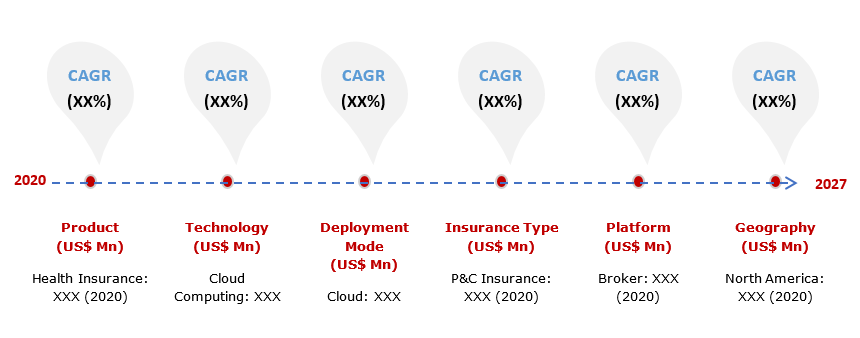 CAGR
(XX%)
CAGR
(XX%)
CAGR
(XX%)
CAGR
(XX%)
CAGR
(XX%)
CAGR
(XX%)
2020
2027
Product
(US$ Mn)
Health Insurance:
XXX (2020)
Technology
(US$ Mn)
Cloud
Computing: XXX
Deployment
Mode
(US$ Mn)
Cloud: XXX
Insurance Type
(US$ Mn)
P&C Insurance:
XXX (2020)
Platform
(US$ Mn)
Broker: XXX
(2020)
Geography
(US$ Mn)
North America:
XXX (2020)